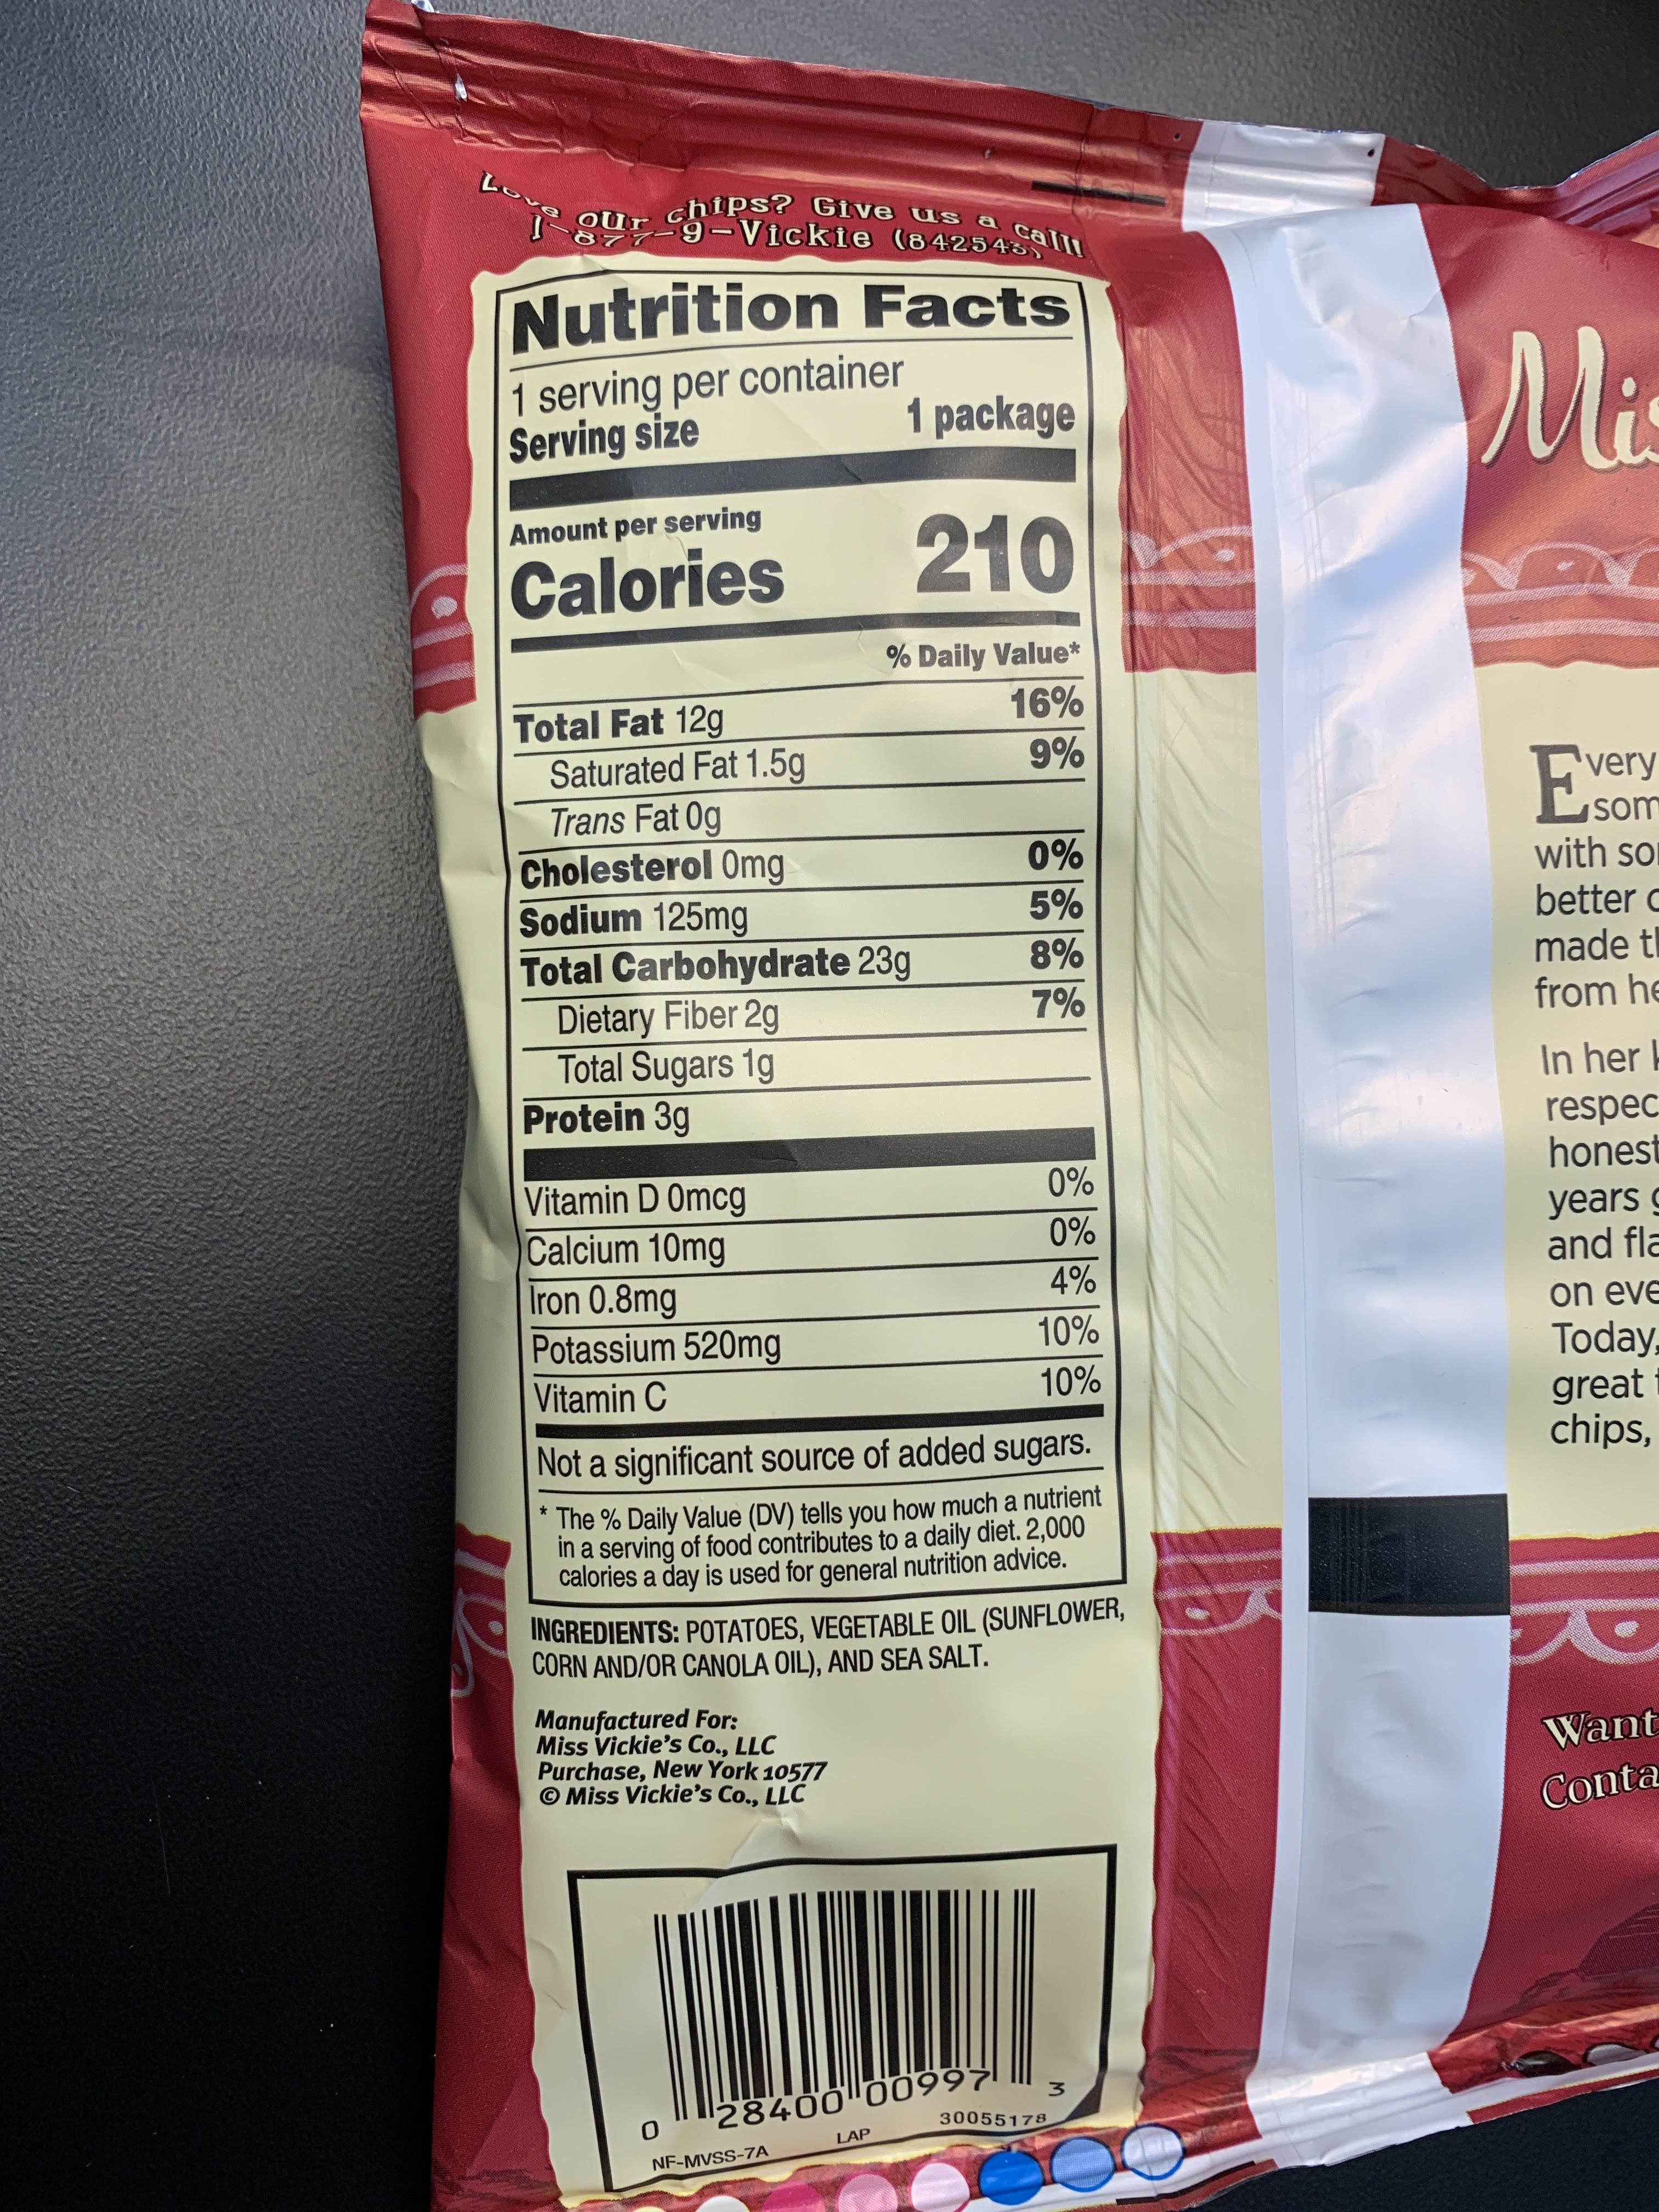 Love our chips? Give us a call!
1-877-9-Vickie (842543)
Nutrition Facts
1 serving per container
Serving size 1 package
Amount per serving
Calories 210
% Daily Value*
Total Fat 12g 16%
Saturated Fat 1.5g 9%
Trans Fat 0g
Cholesterol 0mg 0%
Sodium 125mg 5%
Total Carbohydrate 23g 8%
Dietary Fiber 2g 7%
Total Sugars 1g
Protein 3g
Vitamin D 0mcg 0%
Calcium 10mg 0%
Iron 0.8mg 4%
Potassium 520mg 10%
Vitamin C 10%
Not a significant source of added sugars.
* The % Daily Value (DV) tells you how much a nutrient
in a serving of food contributes to a daily diet. 2,000
calories a day is used for general nutrition advice.
INGREDIENTS: POTATOES, VEGETABLE OIL (SUNFLOWER,
CORN AND/OR CANOLA OIL), AND SEA SALT.
Manufactured For:
Miss Vickie's Co., LLC
Purchase, New York 10577
© Miss Vickie's Co., LLC
0 28400 00997 3
NF-MVSS-7A LAP 30055178
Mis
Every
som
with so
better
made t
from he
In her
respec
honest
years
and fla
on eve
Today,
great
chips,
Want
Conta